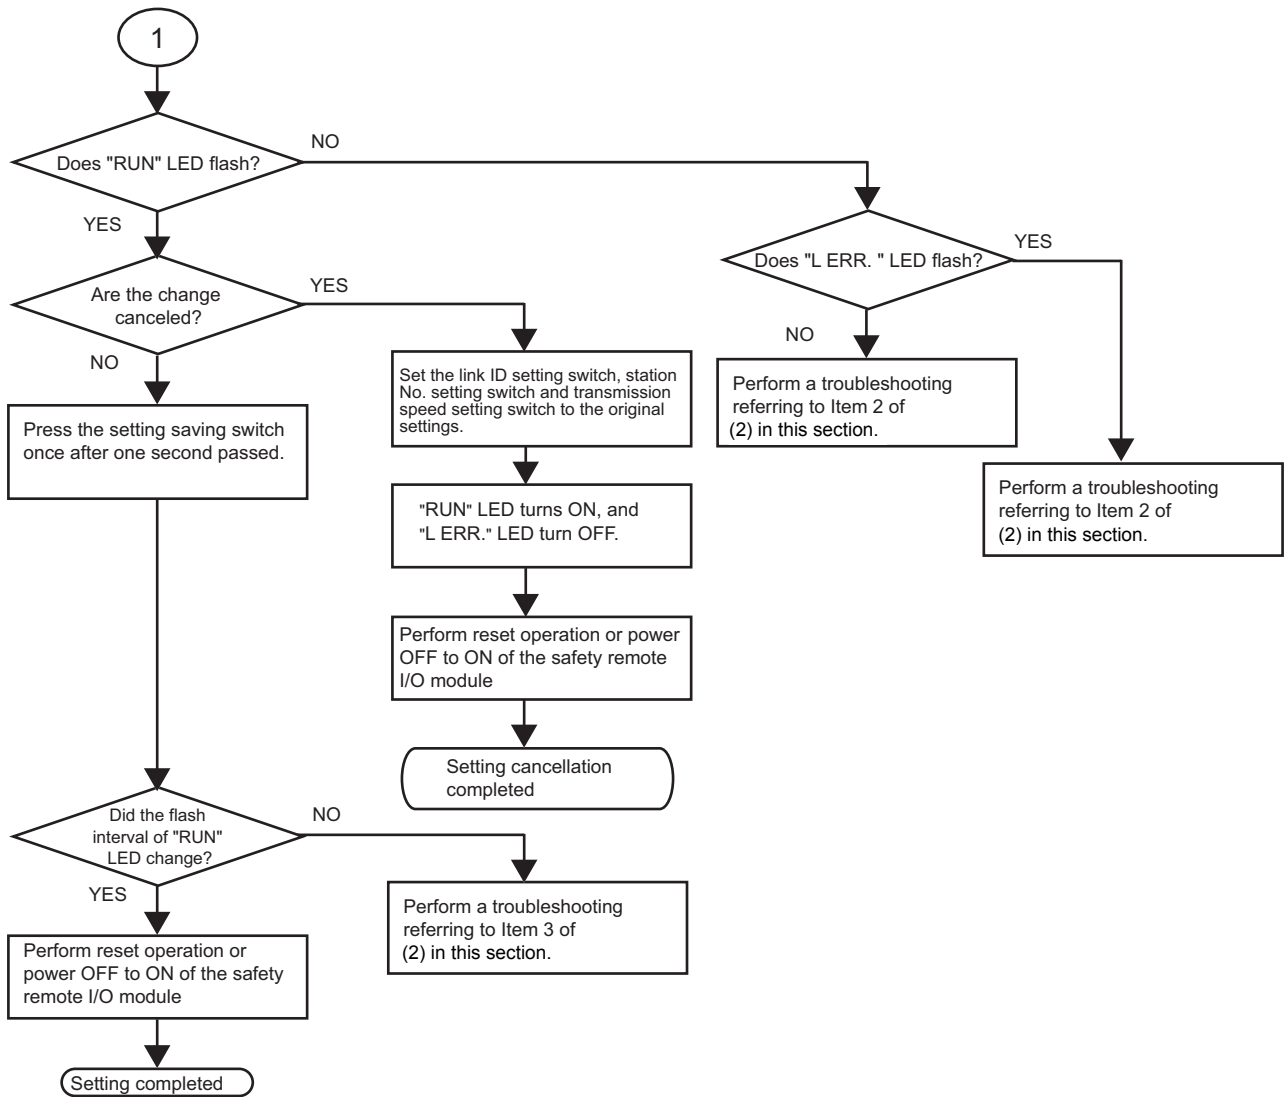 1
Does "RUN" LED flash?
NO
YES
Does "L ERR. " LED flash?
YES
NO
Are the change
canceled?
YES
NO
Perform a troubleshooting
referring to Item 2 of
(2) in this section.
Perform a troubleshooting
referring to Item 2 of
(2) in this section.
Set the link ID setting switch, station
No. setting switch and transmission
speed setting switch to the original
settings.
Press the setting saving switch
once after one second passed.
"RUN" LED turns ON, and
"L ERR." LED turn OFF.
Perform reset operation or power
OFF to ON of the safety remote
I/O module
Setting cancellation
completed
Did the flash
interval of "RUN"
LED change?
NO
YES
Perform a troubleshooting
referring to Item 3 of
(2) in this section.
Perform reset operation or
power OFF to ON of the safety
remote I/O module
Setting completed